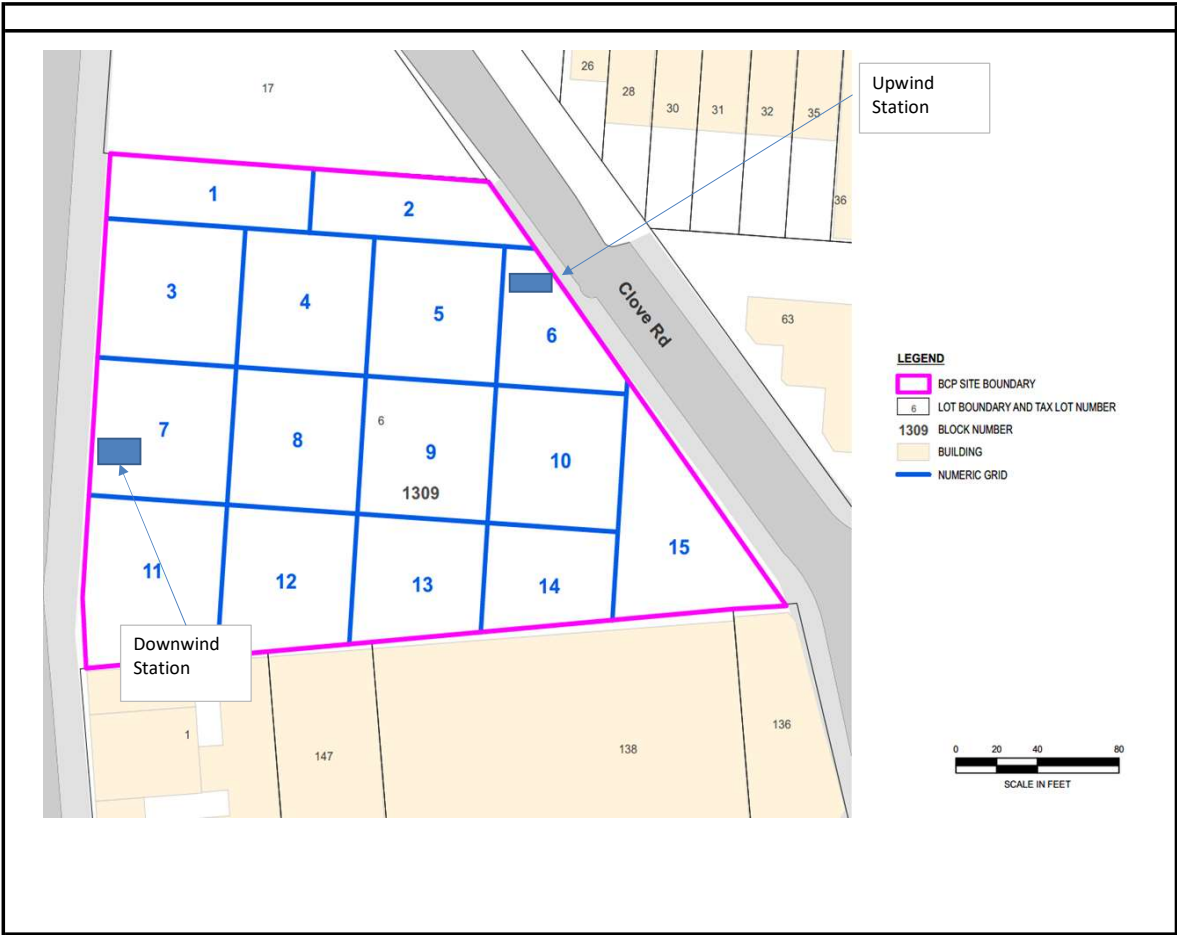 17
26
28
30
31
32
35
36
Upwind
Station
1
2
3
4
5
6
Clove Rd
63
7
8
6
9
1309
10
11
12
13
14
15
Downwind
Station
1
147
138
136
LEGEND
BCP SITE BOUNDARY
6 LOT BOUNDARY AND TAX LOT NUMBER
1309 BLOCK NUMBER
BUILDING
NUMERIC GRID
0 20 40 80
SCALE IN FEET